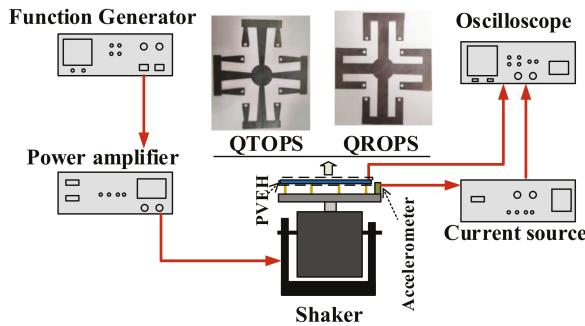 Function Generator
Oscilloscope
QTOPS
QROPS
Power amplifier
PVEH
Accelerometer
Current source
Shaker